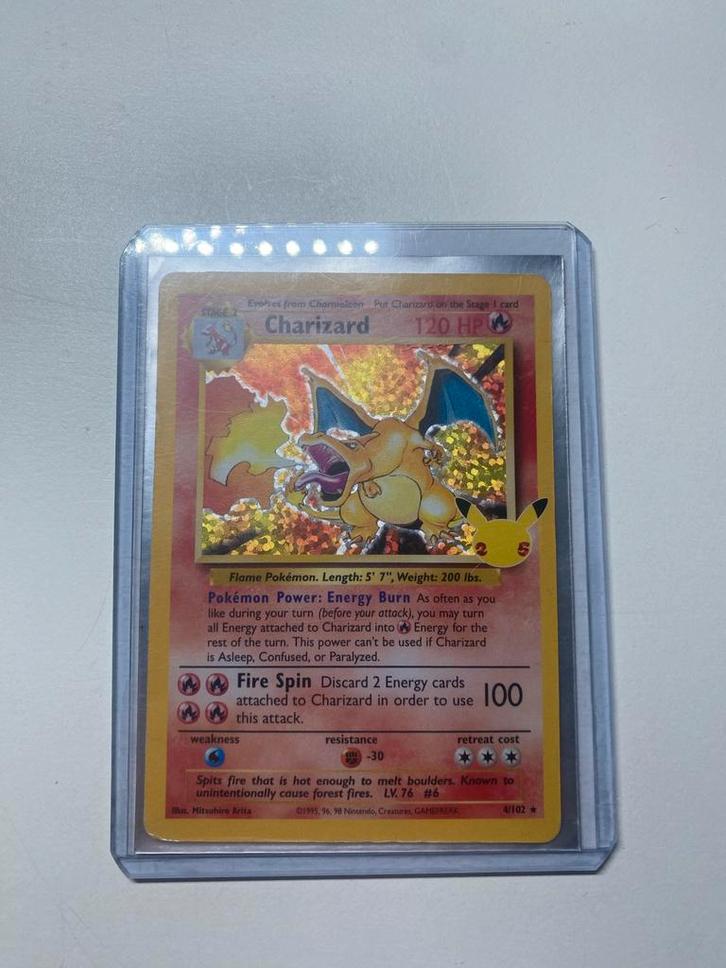 Evolves from Charmeleon Put Charizard on the Stage 1 card
STAGE 2
Charizard 120 HP
25
Flame Pokémon. Length: 5' 7", Weight: 200 lbs.
Pokémon Power: Energy Burn As often as you
like during your turn (before your attack), you may turn
all Energy attached to Charizard into Energy for the
rest of the turn. This power can't be used if Charizard
is Asleep, Confused, or Paralyzed.
Fire Spin Discard 2 Energy cards
attached to Charizard in order to use 100
this attack.
weakness resistance retreat cost
-30
Spits fire that is hot enough to melt boulders. Known to
unintentionally cause forest fires. LV. 76 #6
Illus. Mitsuhiro Arita ©1995, 96, 98 Nintendo, Creatures, GAMEFREAK. 4/102 ★